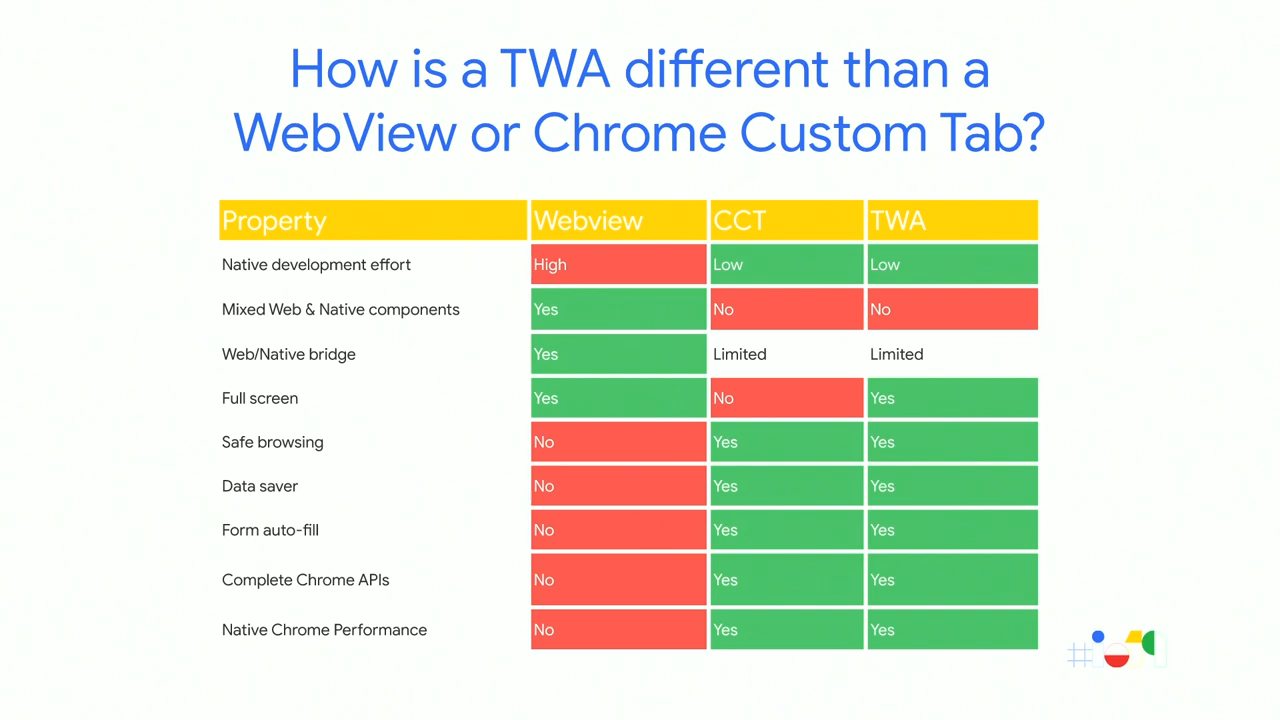 How is a TWA different than a
WebView or Chrome Custom Tab?
Property Webview CCT TWA
Native development effort High Low Low
Mixed Web & Native components Yes No No
Web/Native bridge Yes Limited Limited
Full screen Yes No Yes
Safe browsing No Yes Yes
Data saver No Yes Yes
Form auto-fill No Yes Yes
Complete Chrome APIs No Yes Yes
Native Chrome Performance No Yes Yes